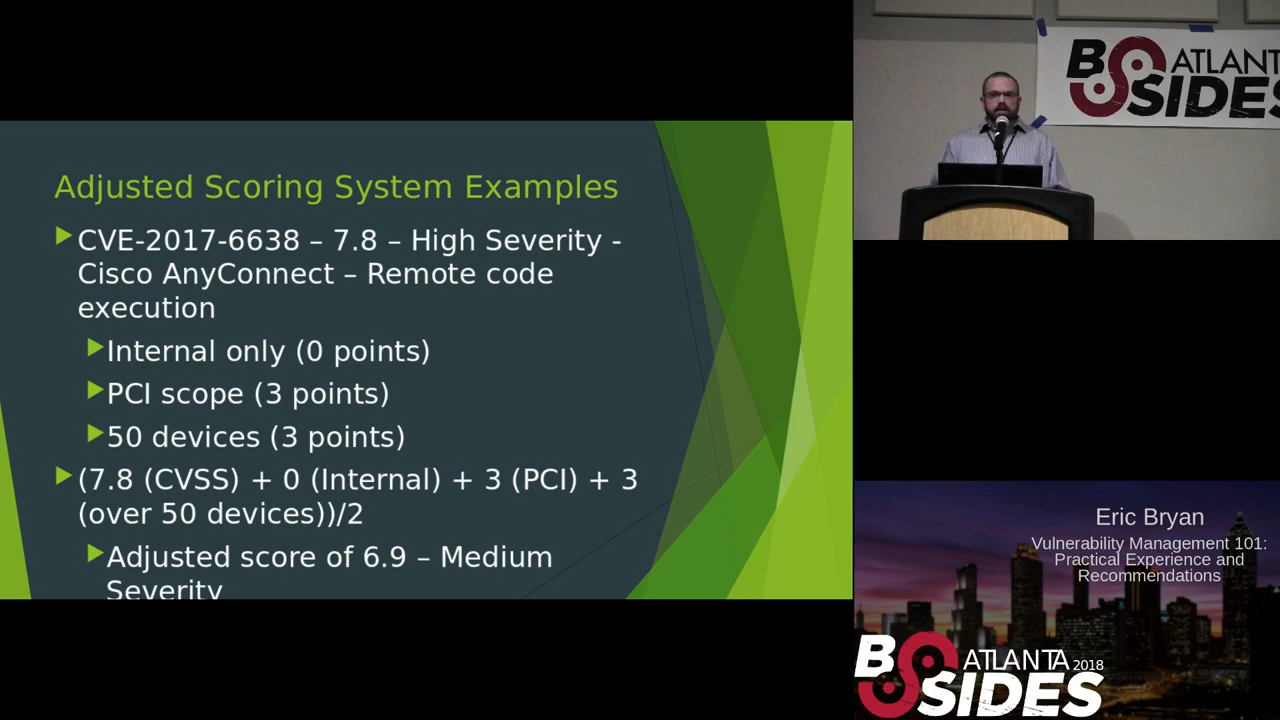 Adjusted Scoring System Examples
CVE-2017-6638 – 7.8 – High Severity -
Cisco AnyConnect – Remote code
execution
Internal only (0 points)
PCI scope (3 points)
50 devices (3 points)
(7.8 (CVSS) + 0 (Internal) + 3 (PCI) + 3
(over 50 devices))/2
Adjusted score of 6.9 – Medium
Severity
B ATLANT
SIDES
Eric Bryan
Vulnerability Management 101:
Practical Experience and
Recommendations
B ATLANTA 2018
SIDES